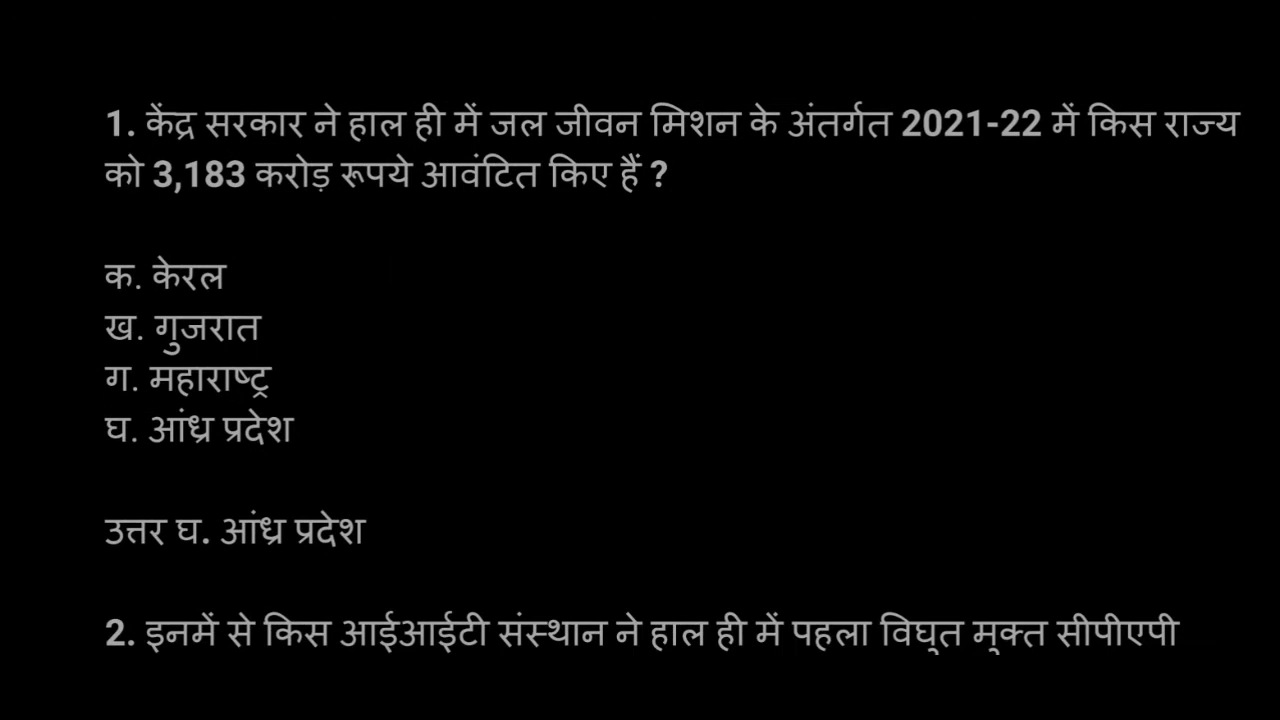 1. केंद्र सरकार ने हाल ही में जल जीवन मिशन के अंतर्गत 2021-22 में किस राज्य
को 3,183 करोड़ रूपये आवंटित किए हैं ?
क. केरल
ख. गुजरात
ग. महाराष्ट्र
घ. आंध्र प्रदेश
उत्तर घ. आंध्र प्रदेश
2. इनमें से किस आईआईटी संस्थान ने हाल ही में पहला विघुत मुक्त सीपीएपी